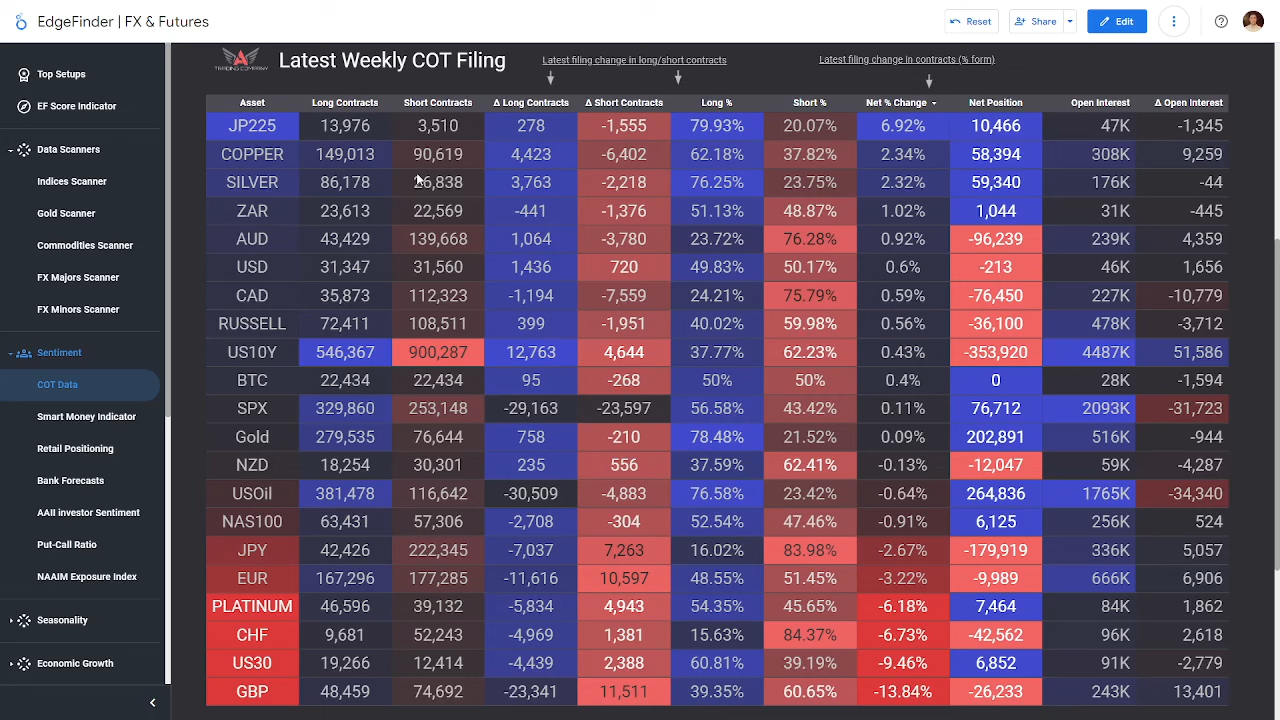 EdgeFinder | FX & Futures
Reset
Share
Edit
Top Setups
EF Score Indicator
Data Scanners
Indices Scanner
Gold Scanner
Commodities Scanner
FX Majors Scanner
FX Minors Scanner
Sentiment
COT Data
Smart Money Indicator
Retail Positioning
Bank Forecasts
AAII investor Sentiment
Put-Call Ratio
NAAIM Exposure Index
Seasonality
Economic Growth
TRADING COMPANY
Latest Weekly COT Filing
Latest filing change in long/short contracts
Latest filing change in contracts (% form)
Asset Long Contracts Short Contracts Δ Long Contracts Δ Short Contracts Long % Short % Net % Change Net Position Open Interest Δ Open Interest
JP225 13,976 3,510 278 -1,555 79.93% 20.07% 6.92% 10,466 47K -1,345
COPPER 149,013 90,619 4,423 -6,402 62.18% 37.82% 2.34% 58,394 308K 9,259
SILVER 86,178 26,838 3,763 -2,218 76.25% 23.75% 2.32% 59,340 176K -44
ZAR 23,613 22,569 -441 -1,376 51.13% 48.87% 1.02% 1,044 31K -445
AUD 43,429 139,668 1,064 -3,780 23.72% 76.28% 0.92% -96,239 239K 4,359
USD 31,347 31,560 1,436 720 49.83% 50.17% 0.6% -213 46K 1,656
CAD 35,873 112,323 -1,194 -7,559 24.21% 75.79% 0.59% -76,450 227K -10,779
RUSSELL 72,411 108,511 399 -1,951 40.02% 59.98% 0.56% -36,100 478K -3,712
US10Y 546,367 900,287 12,763 4,644 37.77% 62.23% 0.43% -353,920 4487K 51,586
BTC 22,434 22,434 95 -268 50% 50% 0.4% 0 28K -1,594
SPX 329,860 253,148 -29,163 -23,597 56.58% 43.42% 0.11% 76,712 2093K -31,723
Gold 279,535 76,644 758 -210 78.48% 21.52% 0.09% 202,891 516K -944
NZD 18,254 30,301 235 556 37.59% 62.41% -0.13% -12,047 59K -4,287
USOil 381,478 116,642 -30,509 -4,883 76.58% 23.42% -0.64% 264,836 1765K -34,340
NAS100 63,431 57,306 -2,708 -304 52.54% 47.46% -0.91% 6,125 256K 524
JPY 42,426 222,345 -7,037 7,263 16.02% 83.98% -2.67% -179,919 336K 5,057
EUR 167,296 177,285 -11,616 10,597 48.55% 51.45% -3.22% -9,989 666K 6,906
PLATINUM 46,596 39,132 -5,834 4,943 54.35% 45.65% -6.18% 7,464 84K 1,862
CHF 9,681 52,243 -4,969 1,381 15.63% 84.37% -6.73% -42,562 96K 2,618
US30 19,266 12,414 -4,439 2,388 60.81% 39.19% -9.46% 6,852 91K -2,779
GBP 48,459 74,692 -23,341 11,511 39.35% 60.65% -13.84% -26,233 243K 13,401